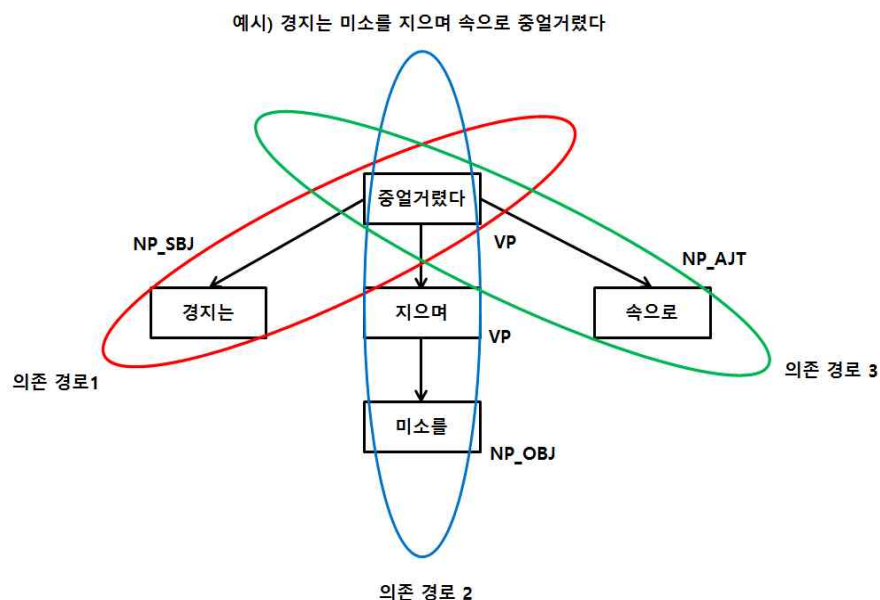 예시) 경지는 미소를 지으며 속으로 중얼거렸다
중얼거렸다
NP_SBJ
VP
NP_AJT
경지는
지으며
속으로
VP
의존 경로1
의존 경로 3
미소를
NP_OBJ
의존 경로 2